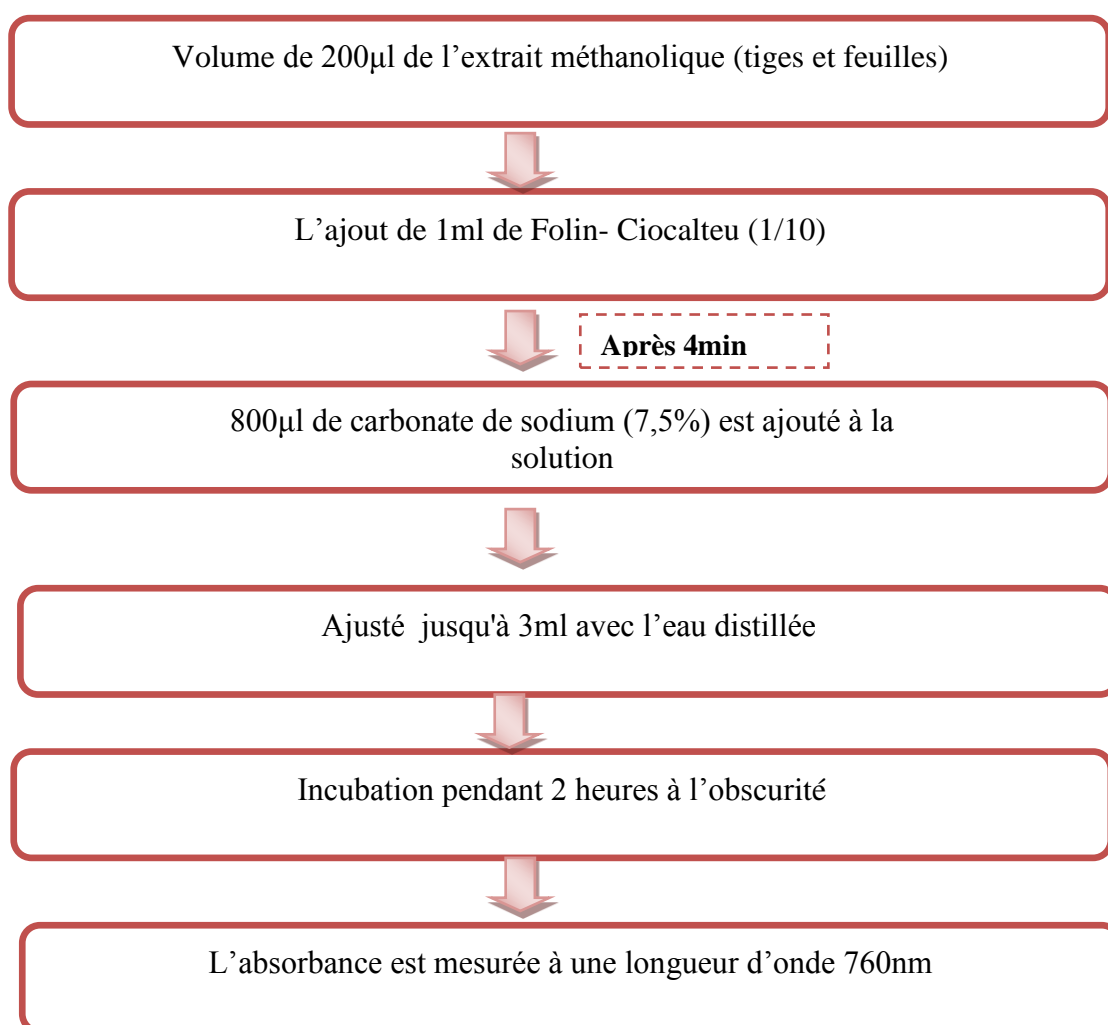 Volume de 200µl de l’extrait méthanolique (tiges et feuilles)
L’ajout de 1ml de Folin- Ciocalteu (1/10)
Après 4min
800µl de carbonate de sodium (7,5%) est ajouté à la
solution
Ajusté  jusqu'à 3ml avec l’eau distillée
Incubation pendant 2 heures à l’obscurité
L’absorbance est mesurée à une longueur d’onde 760nm